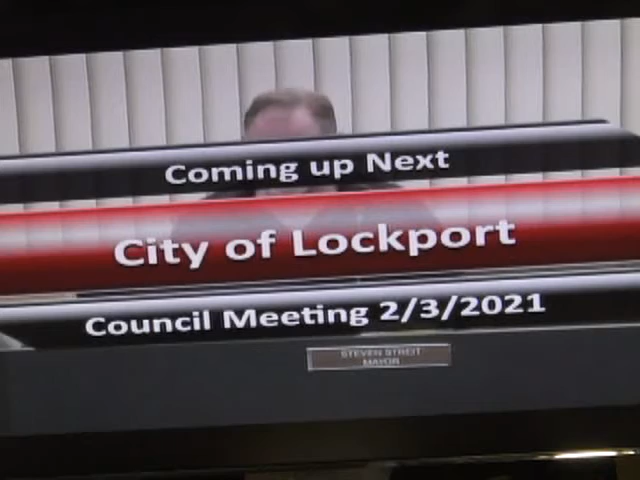 Coming up Next
City of Lockport
Council Meeting 2/3/2021
STEVEN STREIT
MAYOR